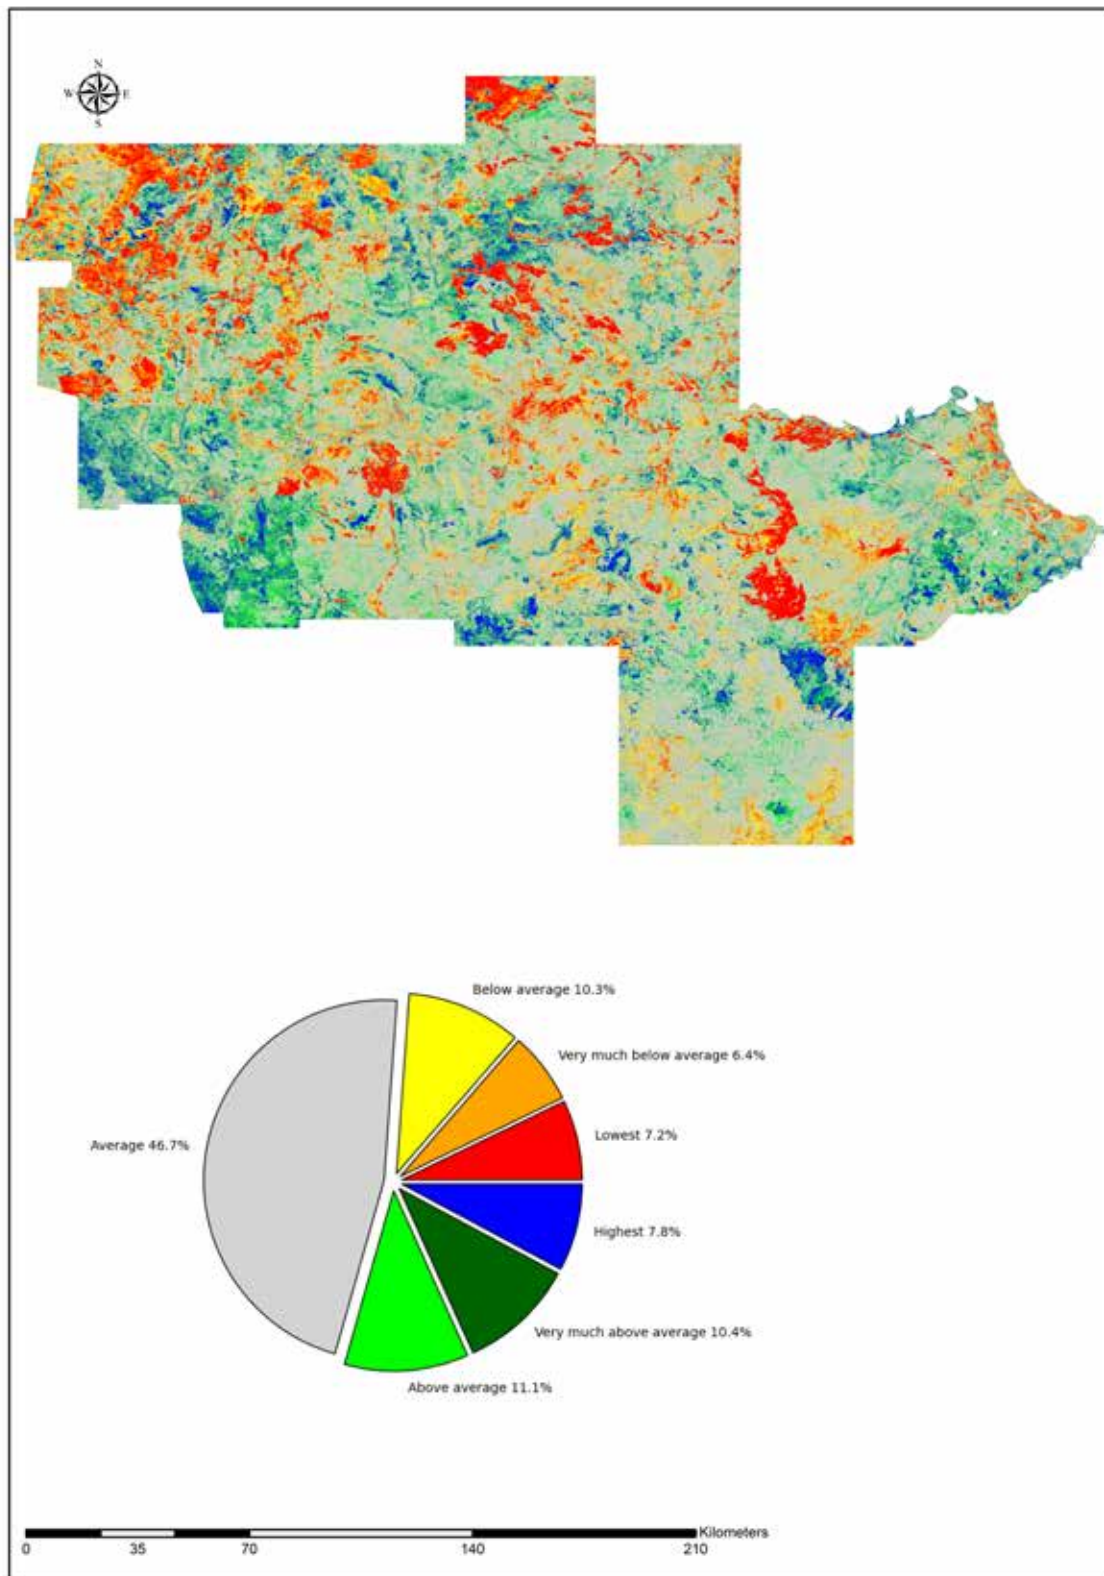 N
W E
S
Below average 10.3%
Very much below average 6.4%
Lowest 7.2%
Average 46.7%
Highest 7.8%
Very much above average 10.4%
Above average 11.1%
Kilometers
0 35 70 140 210